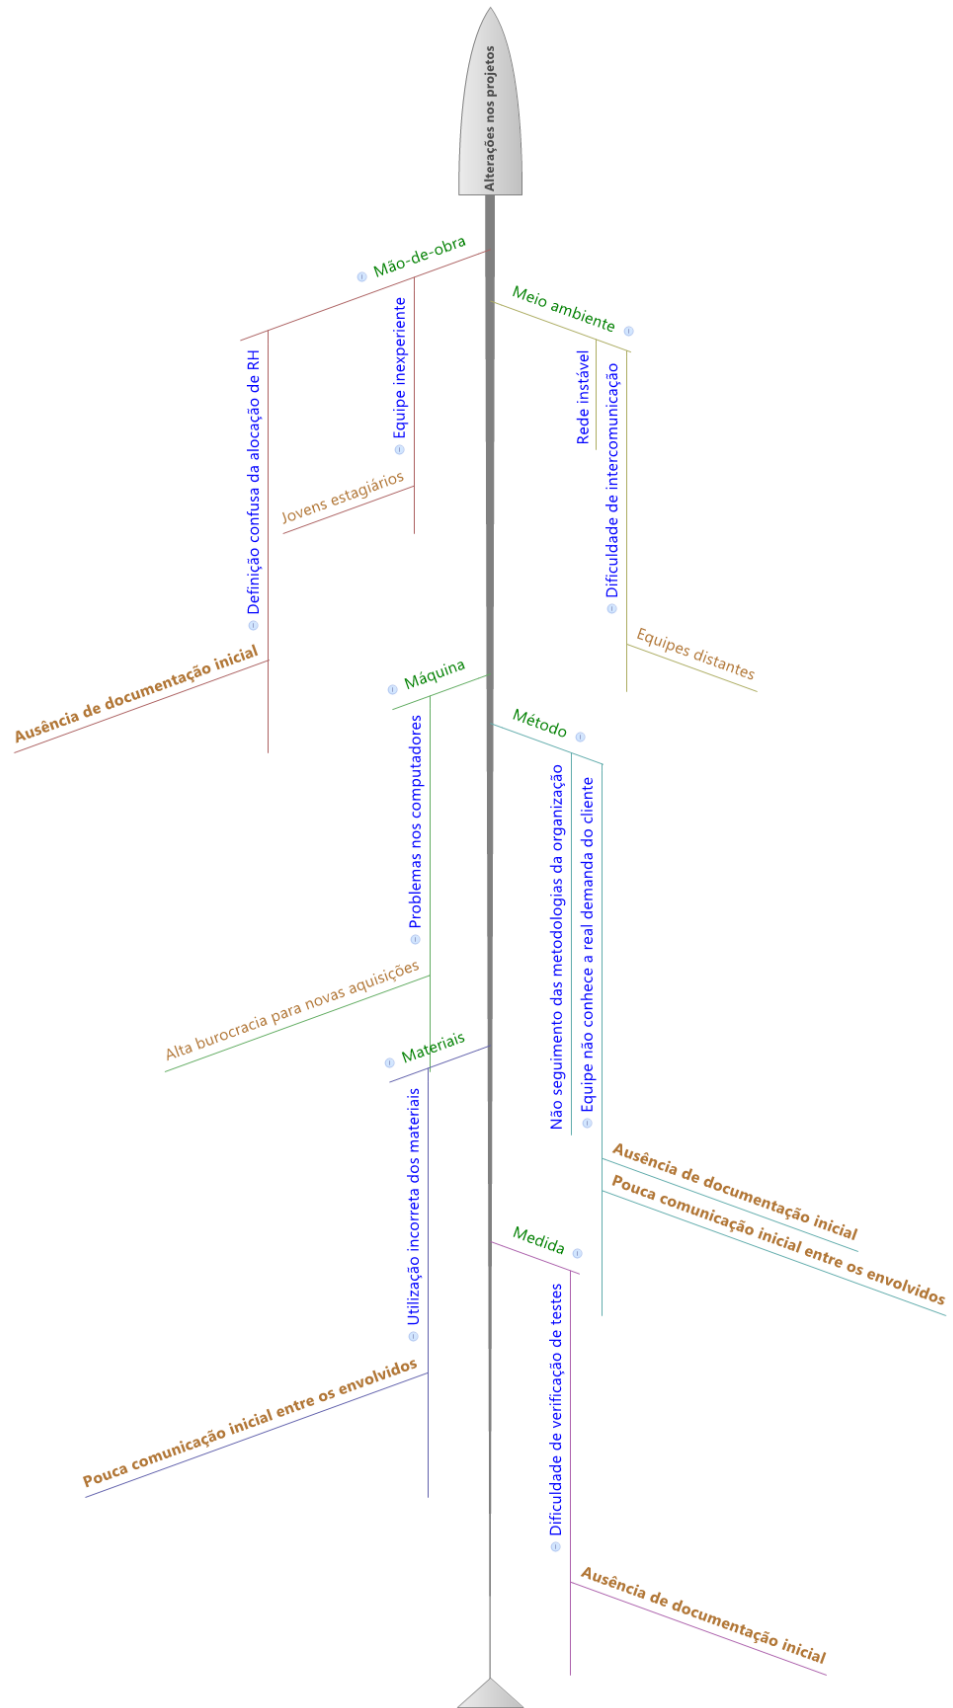 Alterações nos projetos
Mão-de-obra
Equipe inexperiente
Jovens estagiários
Definição confusa da alocação de RH
Ausência de documentação inicial
Meio ambiente
Rede instável
Dificuldade de intercomunicação
Equipes distantes
Máquina
Problemas nos computadores
Alta burocracia para novas aquisições
Método
Não seguimento das metodologias da organização
Equipe não conhece a real demanda do cliente
Ausência de documentação inicial
Pouca comunicação inicial entre os envolvidos
Materiais
Utilização incorreta dos materiais
Pouca comunicação inicial entre os envolvidos
Medida
Dificuldade de verificação de testes
Ausência de documentação inicial